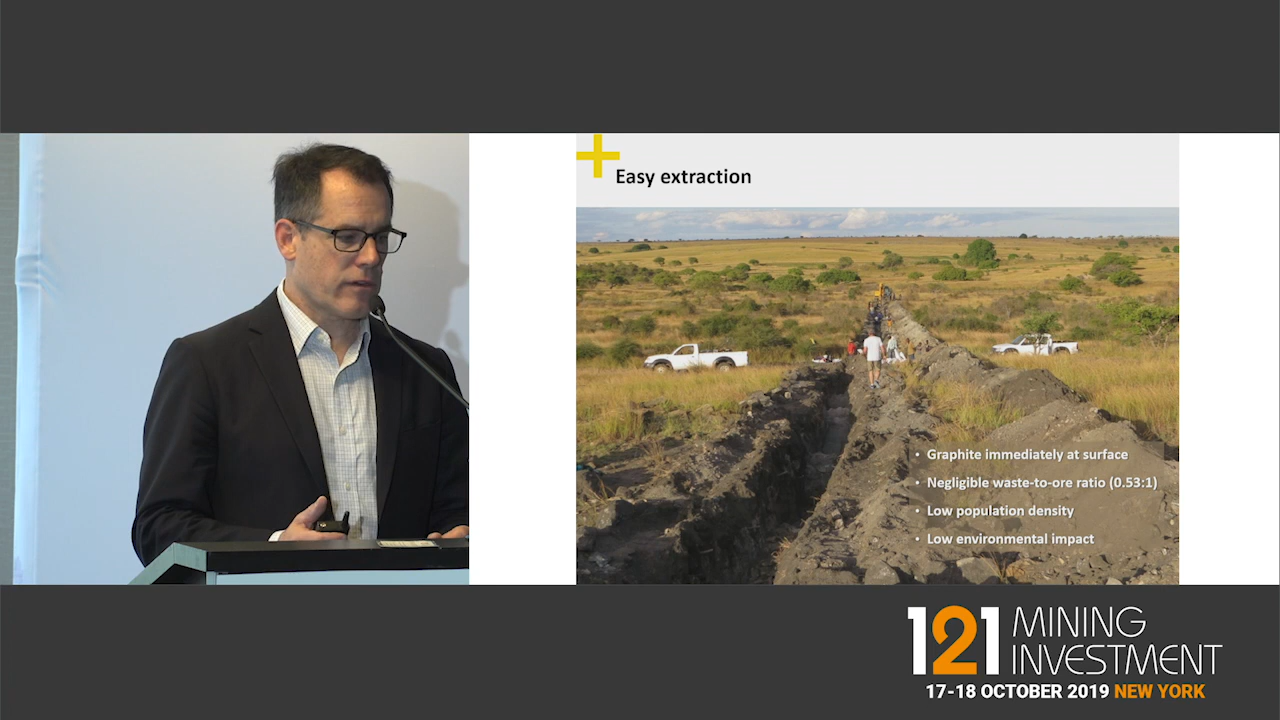 Easy extraction
• Graphite immediately at surface
• Negligible waste-to-ore ratio (0.53:1)
• Low population density
• Low environmental impact
121 MINING
INVESTMENT
17-18 OCTOBER 2019 NEW YORK